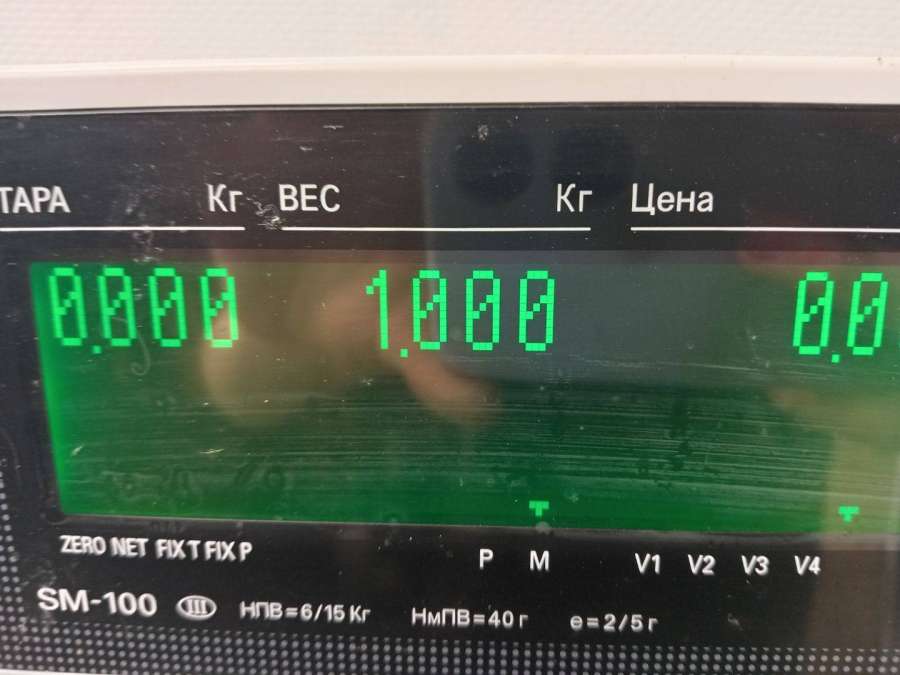 ТАРА Кг ВЕС Кг Цена
0.000 1.000 0.0
ZERO NET FIX T FIX P P M V1 V2 V3 V4
SM-100 III НПВ=6/15 Кг НмПВ=40 г e=2/5 г